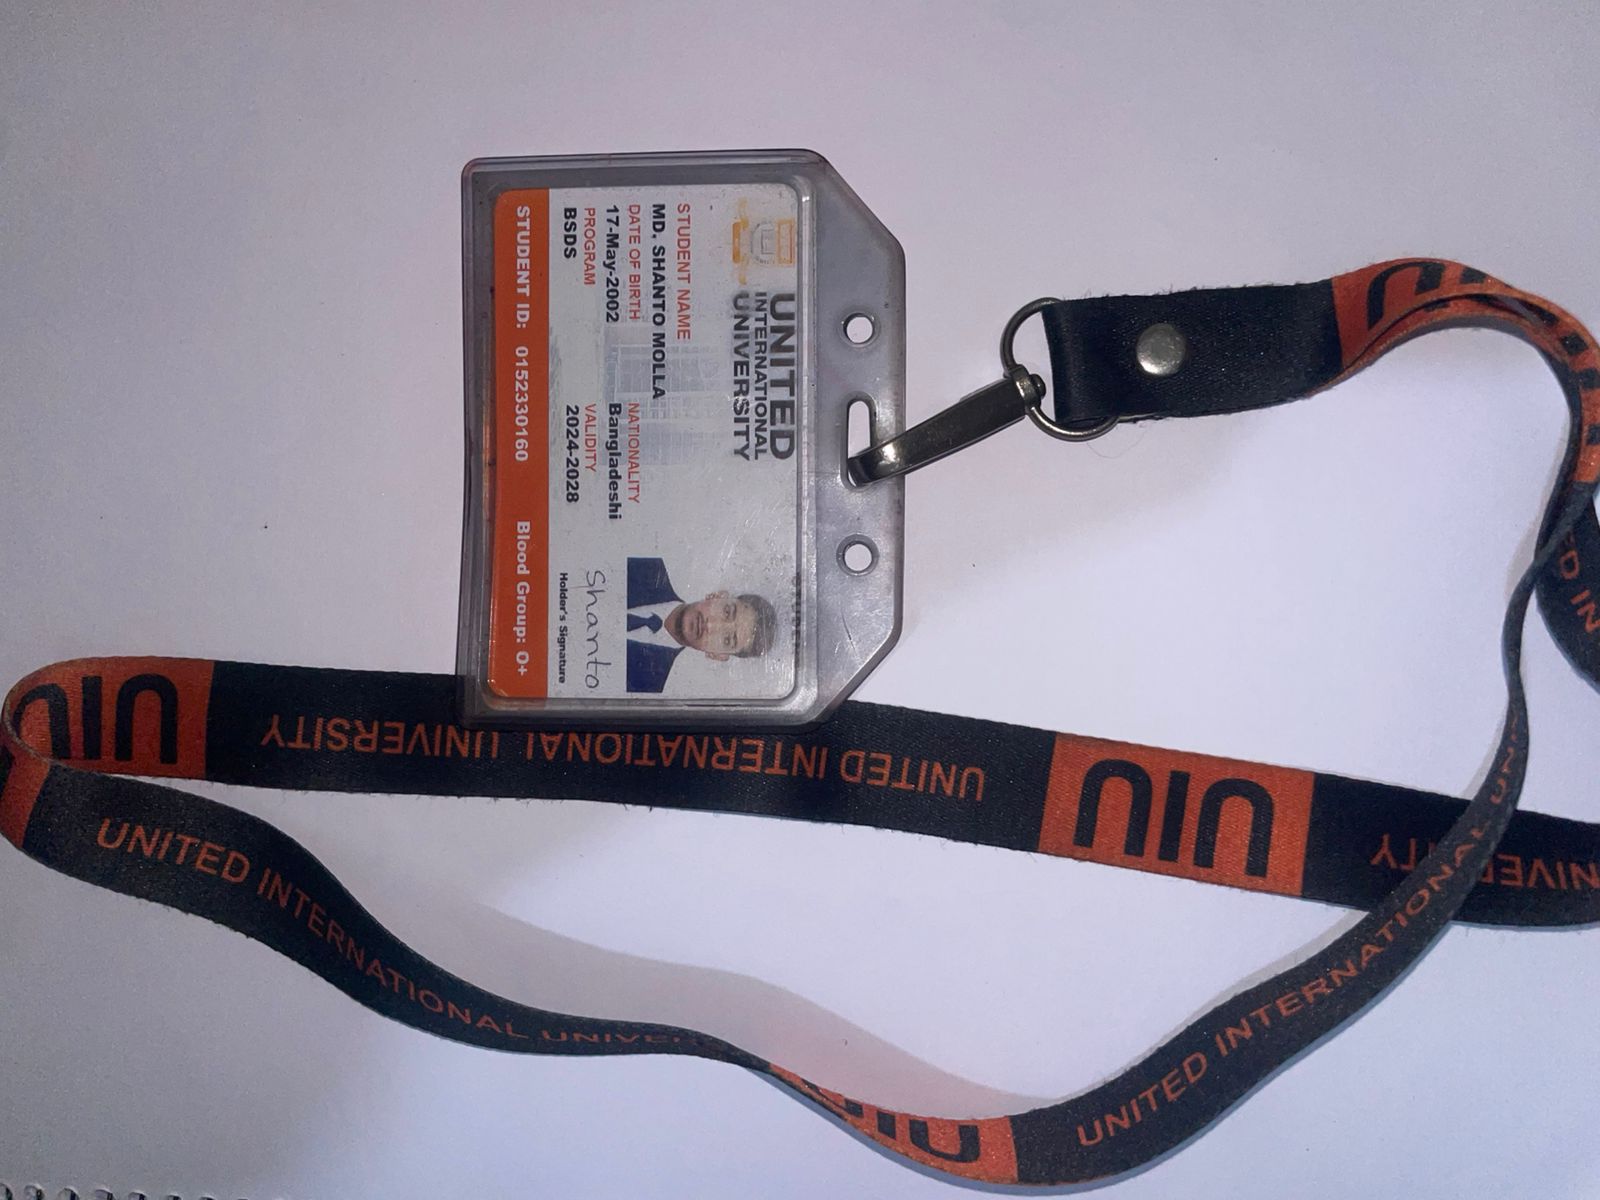 UNITED
INTERNATIONAL
UNIVERSITY
STUDENT NAME
MD. SHANTO MOLLA
DATE OF BIRTH NATIONALITY
17-May-2002 Bangladeshi
PROGRAM VALIDITY
BSDS 2024-2028
Shanto
Holder's Signature
STUDENT ID: 0152330160 Blood Group: O+
UIU
UNITED INTERNATIONAL UNIVERSITY
UIU
UNIVERSITY
UNITED INTERNATIONAL
UIU
UNITED INTERNATIONAL